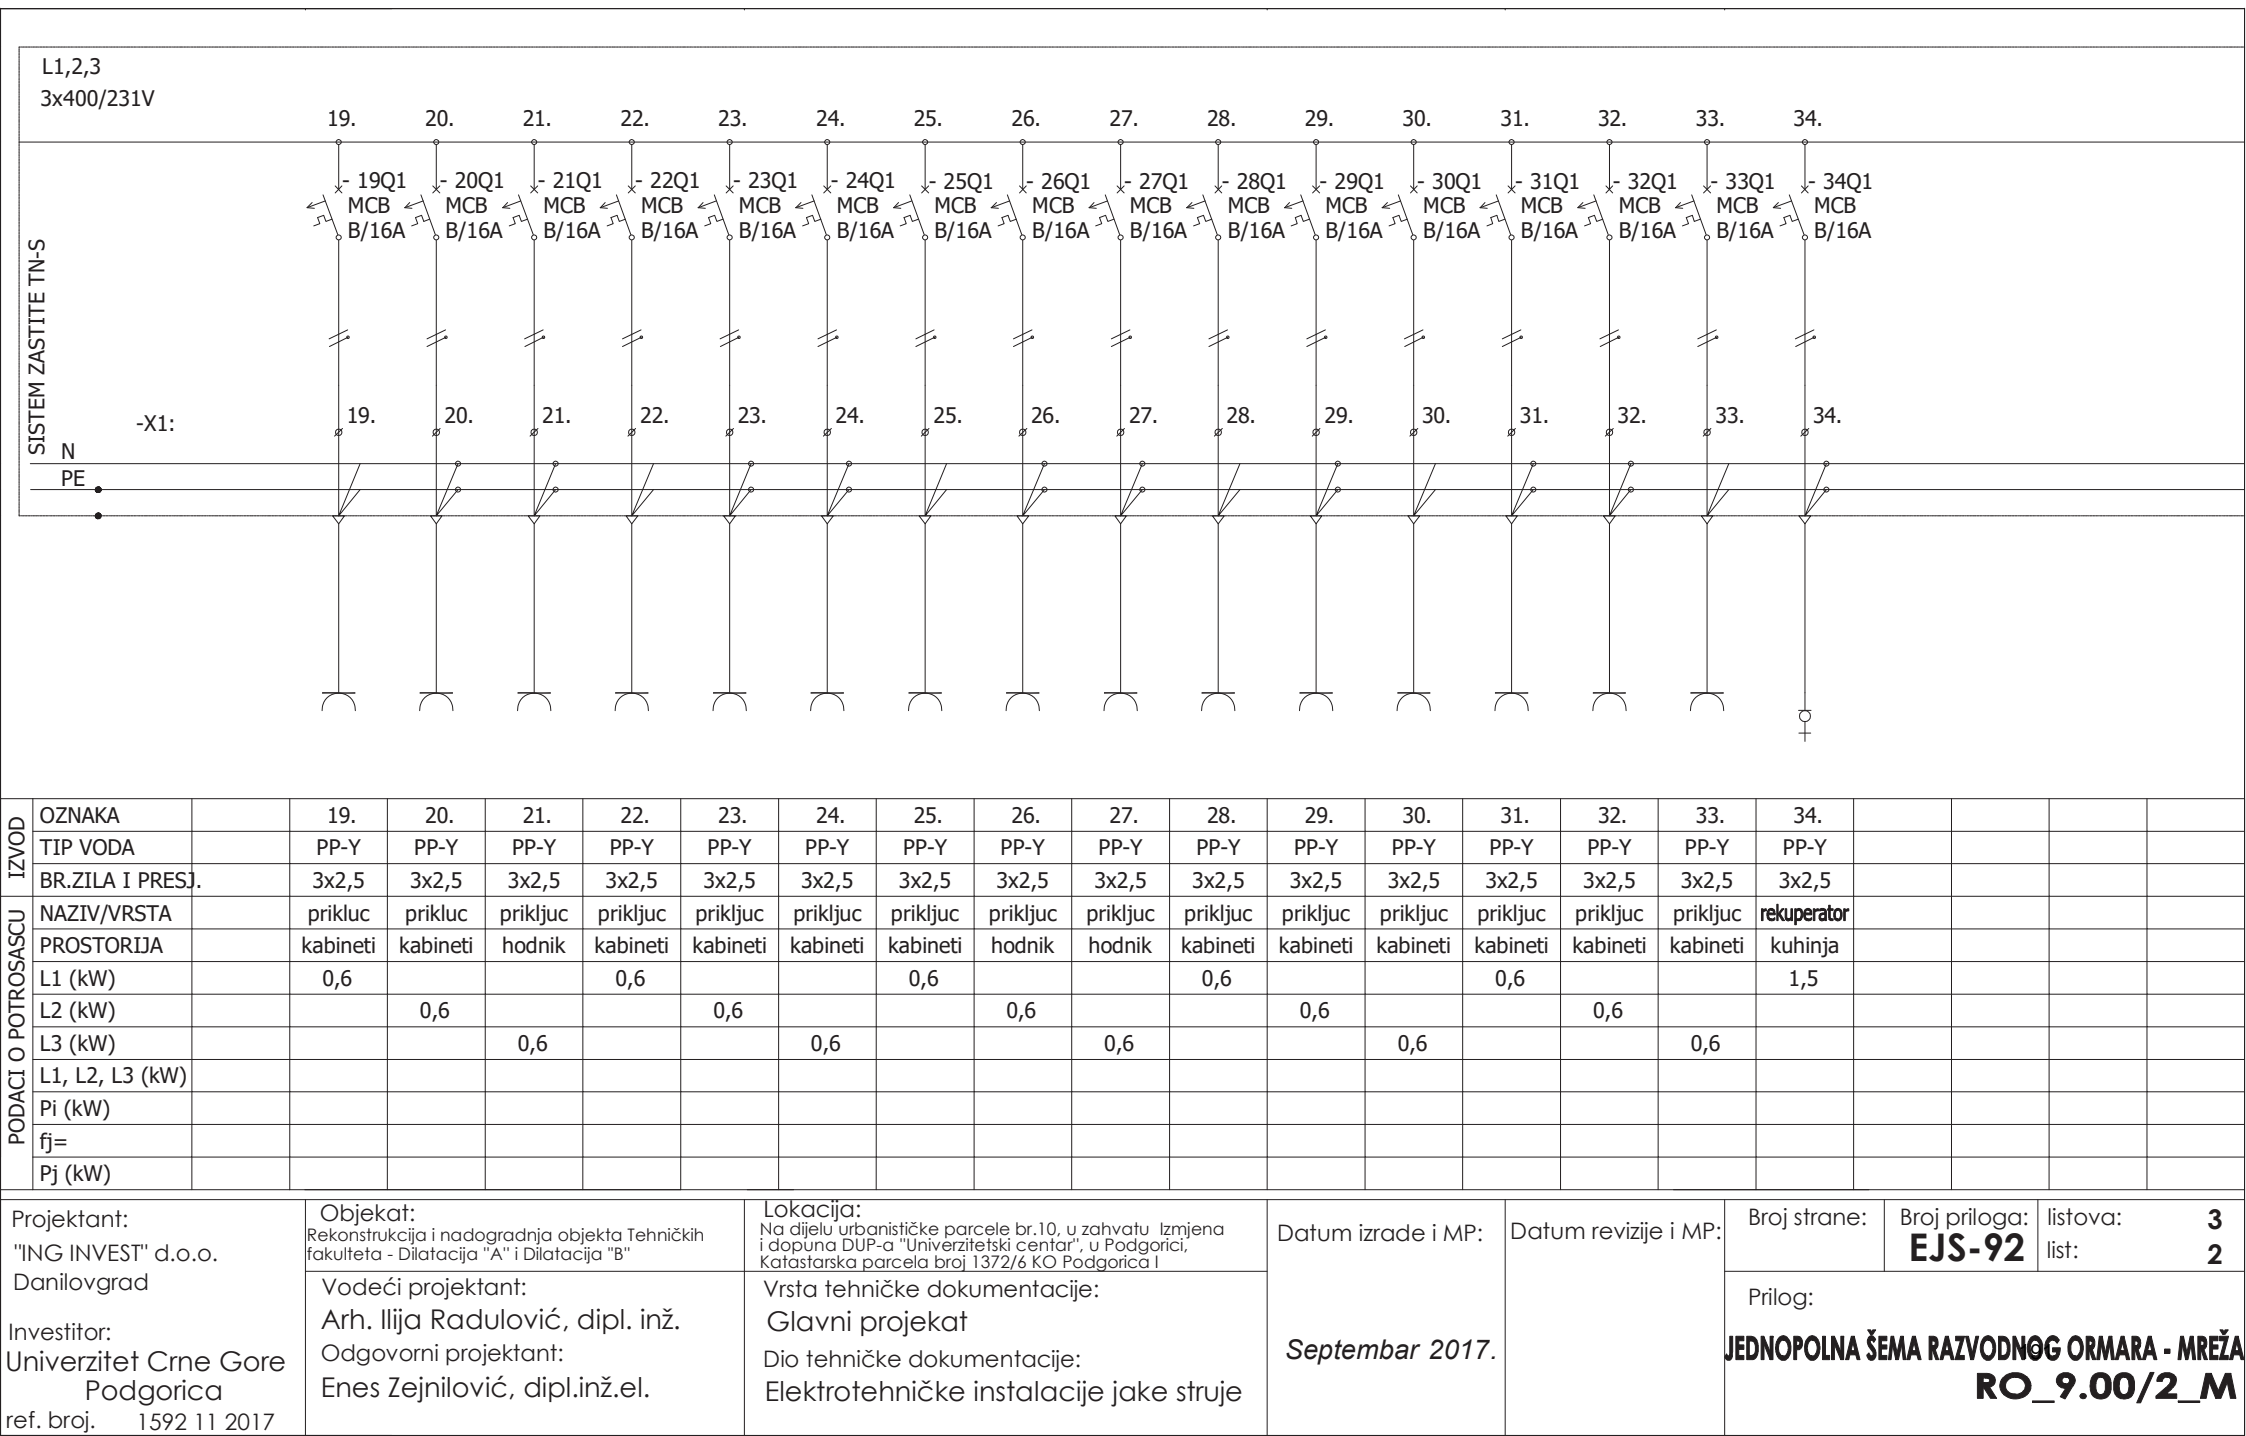 L1,2,3
3x400/231V
19. 20. 21. 22. 23. 24. 25. 26. 27. 28. 29. 30. 31. 32. 33. 34.
- 19Q1 - 20Q1 - 21Q1 - 22Q1 - 23Q1 - 24Q1 - 25Q1 - 26Q1 - 27Q1 - 28Q1 - 29Q1 - 30Q1 - 31Q1 - 32Q1 - 33Q1 - 34Q1
MCB MCB MCB MCB MCB MCB MCB MCB MCB MCB MCB MCB MCB MCB MCB MCB
B/16A B/16A B/16A B/16A B/16A B/16A B/16A B/16A B/16A B/16A B/16A B/16A B/16A B/16A B/16A B/16A
SISTEM ZASTITE TN-S
-X1: 19. 20. 21. 22. 23. 24. 25. 26. 27. 28. 29. 30. 31. 32. 33. 34.
N
PE
IZVOD
OZNAKA 19. 20. 21. 22. 23. 24. 25. 26. 27. 28. 29. 30. 31. 32. 33. 34.
TIP VODA PP-Y PP-Y PP-Y PP-Y PP-Y PP-Y PP-Y PP-Y PP-Y PP-Y PP-Y PP-Y PP-Y PP-Y PP-Y PP-Y
BR.ZILA I PRESJ. 3x2,5 3x2,5 3x2,5 3x2,5 3x2,5 3x2,5 3x2,5 3x2,5 3x2,5 3x2,5 3x2,5 3x2,5 3x2,5 3x2,5 3x2,5 3x2,5
PODACI O POTROSASCU
NAZIV/VRSTA prikluc prikluc prikljuc prikljuc prikljuc prikljuc prikljuc prikljuc prikljuc prikljuc prikljuc prikljuc prikljuc prikljuc prikljuc rekuperator
PROSTORIJA kabineti kabineti hodnik kabineti kabineti kabineti kabineti hodnik hodnik kabineti kabineti kabineti kabineti kabineti kabineti kuhinja
L1 (kW) 0,6 0,6 0,6 0,6 0,6 1,5
L2 (kW) 0,6 0,6 0,6 0,6 0,6
L3 (kW) 0,6 0,6 0,6 0,6 0,6
L1, L2, L3 (kW)
Pi (kW)
fj=
Pj (kW)
Projektant:
"ING INVEST" d.o.o.
Danilovgrad
Investitor:
Univerzitet Crne Gore
Podgorica
ref. broj. 1592 11 2017
Objekat:
Rekonstrukcija i nadogradnja objekta Tehničkih
fakulteta - Dilatacija "A" i Dilatacija "B"
Vodeći projektant:
Arh. Ilija Radulović, dipl. inž.
Odgovorni projektant:
Enes Zejnilović, dipl.inž.el.
Lokacija:
Na dijelu urbanističke parcele br.10, u zahvatu Izmjena
i dopuna DUP-a "Univerzitetski centar", u Podgorici,
Katastarska parcela broj 1372/6 KO Podgorica I
Vrsta tehničke dokumentacije:
Glavni projekat
Dio tehničke dokumentacije:
Elektrotehničke instalacije jake struje
Datum izrade i MP:
Septembar 2017.
Datum revizije i MP:
Broj strane:
Broj priloga:
EJS-92
listova: 3
list: 2
Prilog:
JEDNOPOLNA ŠEMA RAZVODNOG ORMARA - MREŽA
RO_9.00/2_M